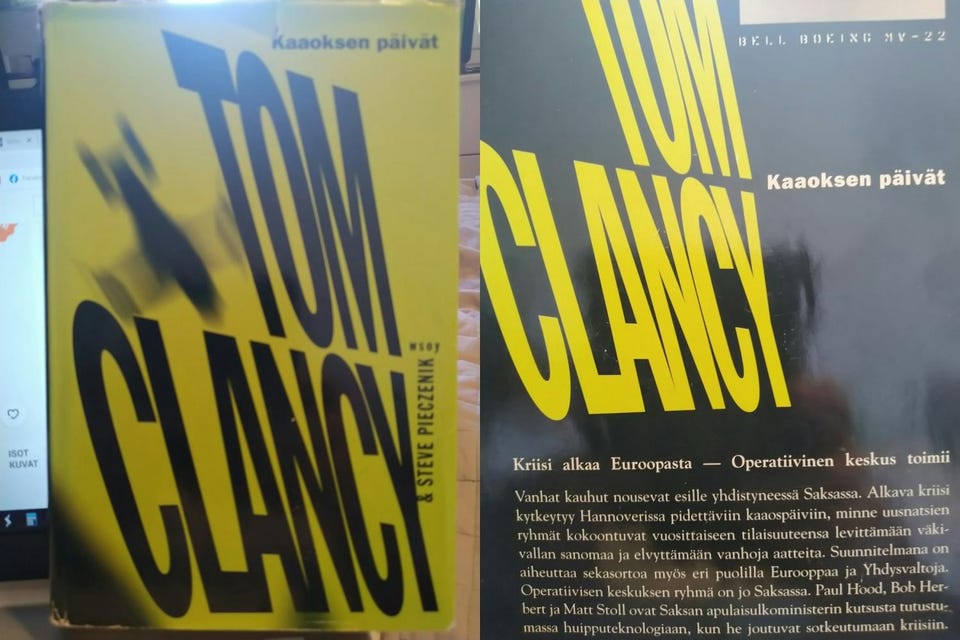 Kaaoksen päivät
TOM
CLANCY
wsoy
& STEVE PIECZENIK
ISOT
KUVAT
BELL BOEING MV-22
TOM
CLANCY
Kaaoksen päivät
Kriisi alkaa Euroopasta — Operatiivinen keskus toimii
Vanhat kauhut nousevat esille yhdistyneessä Saksassa. Alkava kriisi
kytkeytyy Hannoverissa pidettäviin kaaospäiviin, minne uusnatsien
ryhmät kokoontuvat vuosittaiseen tilaisuuteensa levittämään väki-
vallan sanomaa ja elvyttämään vanhoja aatteita. Suunnitelmana on
aiheuttaa sekasortoa myös eri puolilla Eurooppaa ja Yhdysvaltoja.
Operatiivisen keskuksen ryhmä on jo Saksassa. Paul Hood, Bob Her-
bert ja Matt Stoll ovat Saksan apulaisulkoministerin kutsusta tutustu-
massa huipputeknologiaan, kun he joutuvat sotkeutumaan kriisiin.